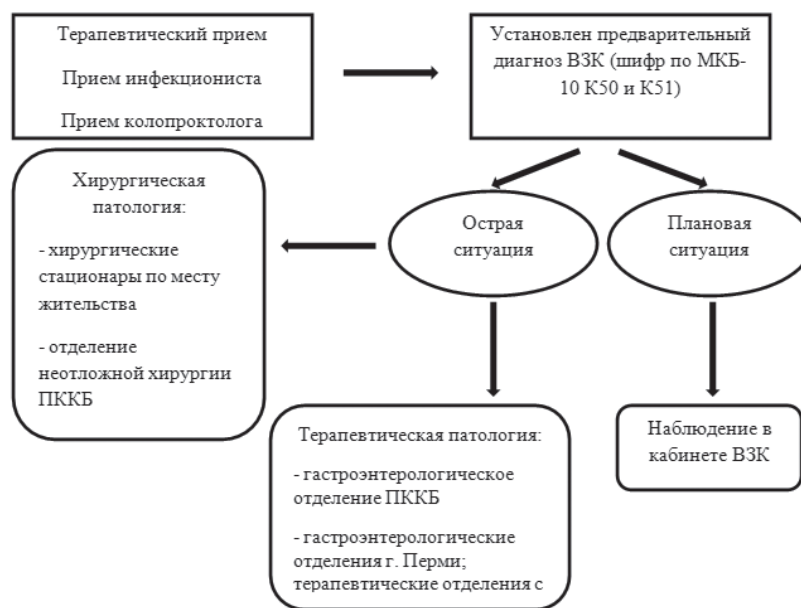 Терапевтический прием
Прием инфекциониста
Прием колопроктолога
Установлен предварительный
диагноз ВЗК (шифр по МКБ-
10 К50 и К51)
Хирургическая
патология:
- хирургические
стационары по месту
жительства
- отделение
неотложной хирургии
ПККБ
Острая
ситуация
Плановая
ситуация
Терапевтическая патология:
- гастроэнтерологическое
отделение ПККБ
- гастроэнтерологические
отделения г. Перми;
терапевтические отделения с
Наблюдение в
кабинете ВЗК